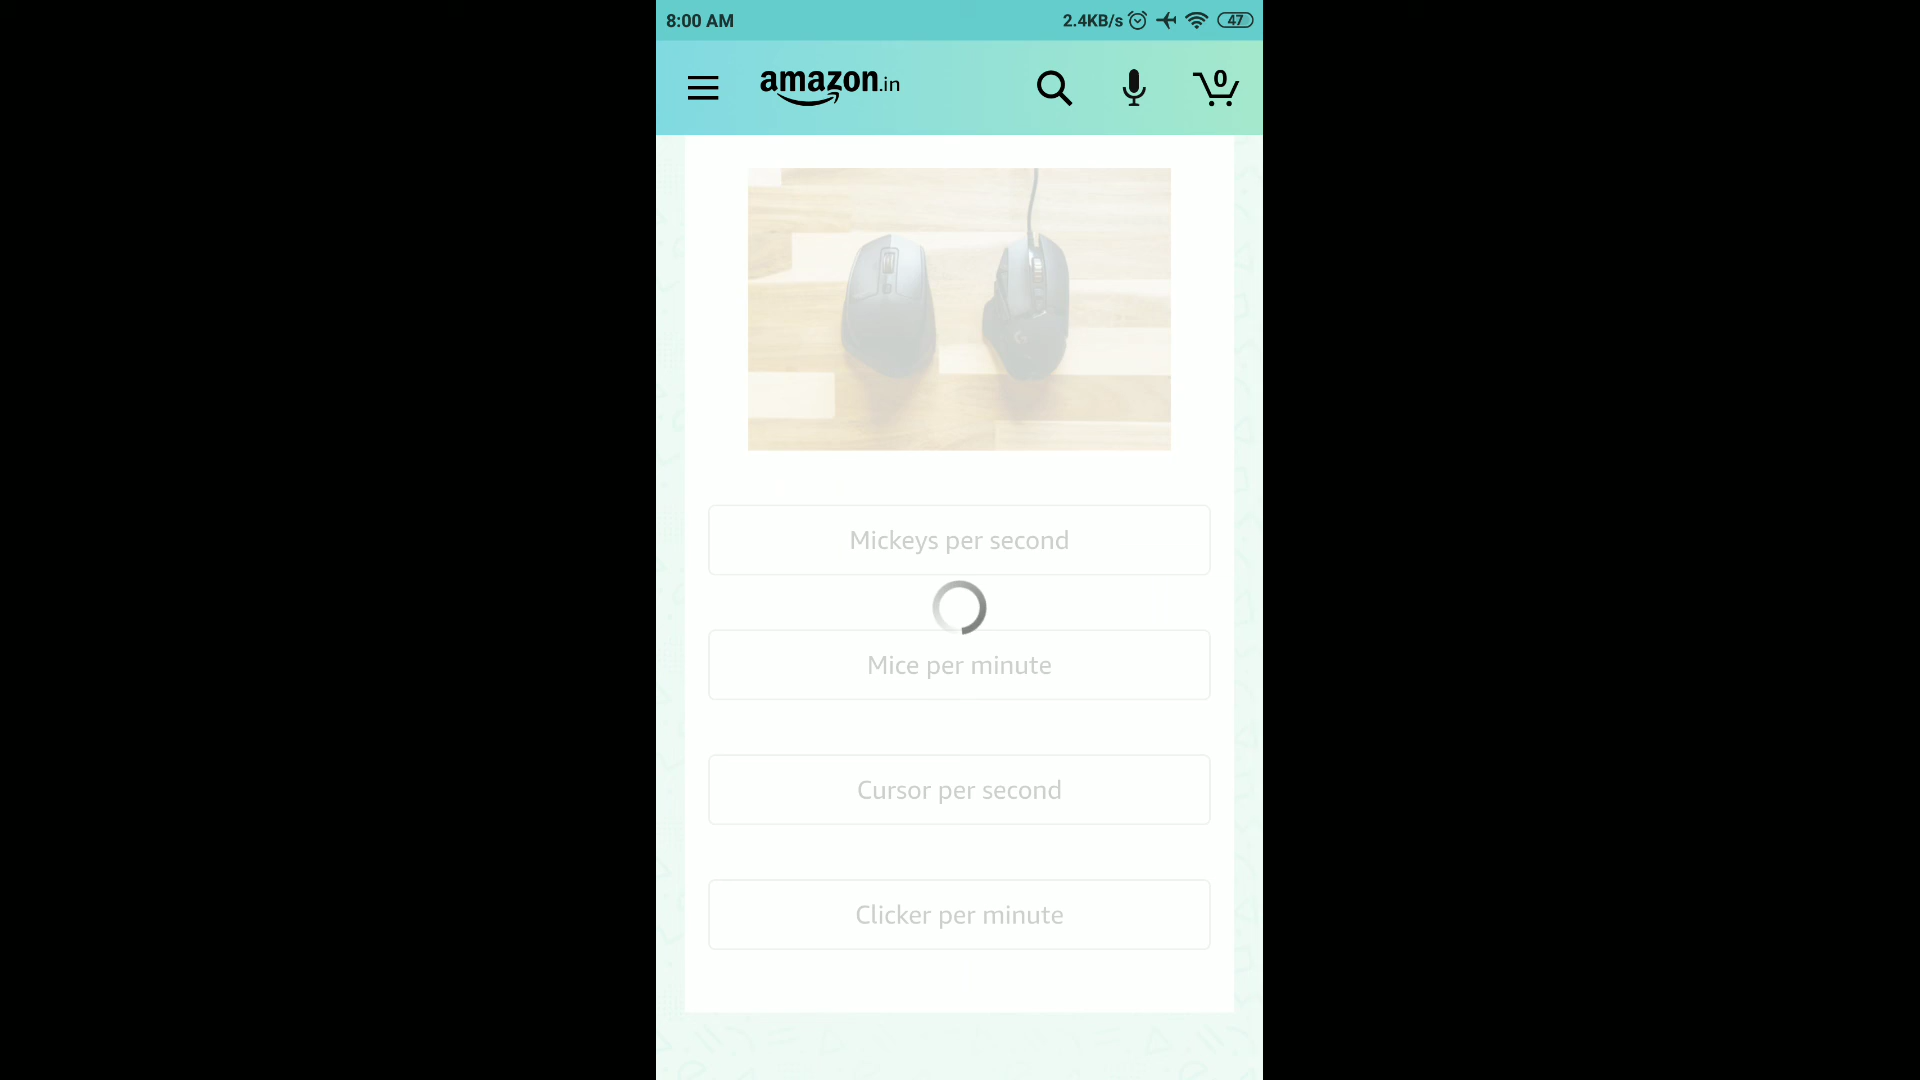 8:00 AM
2.4KB/s
47
amazon.in
0
Mickeys per second
Mice per minute
Cursor per second
Clicker per minute